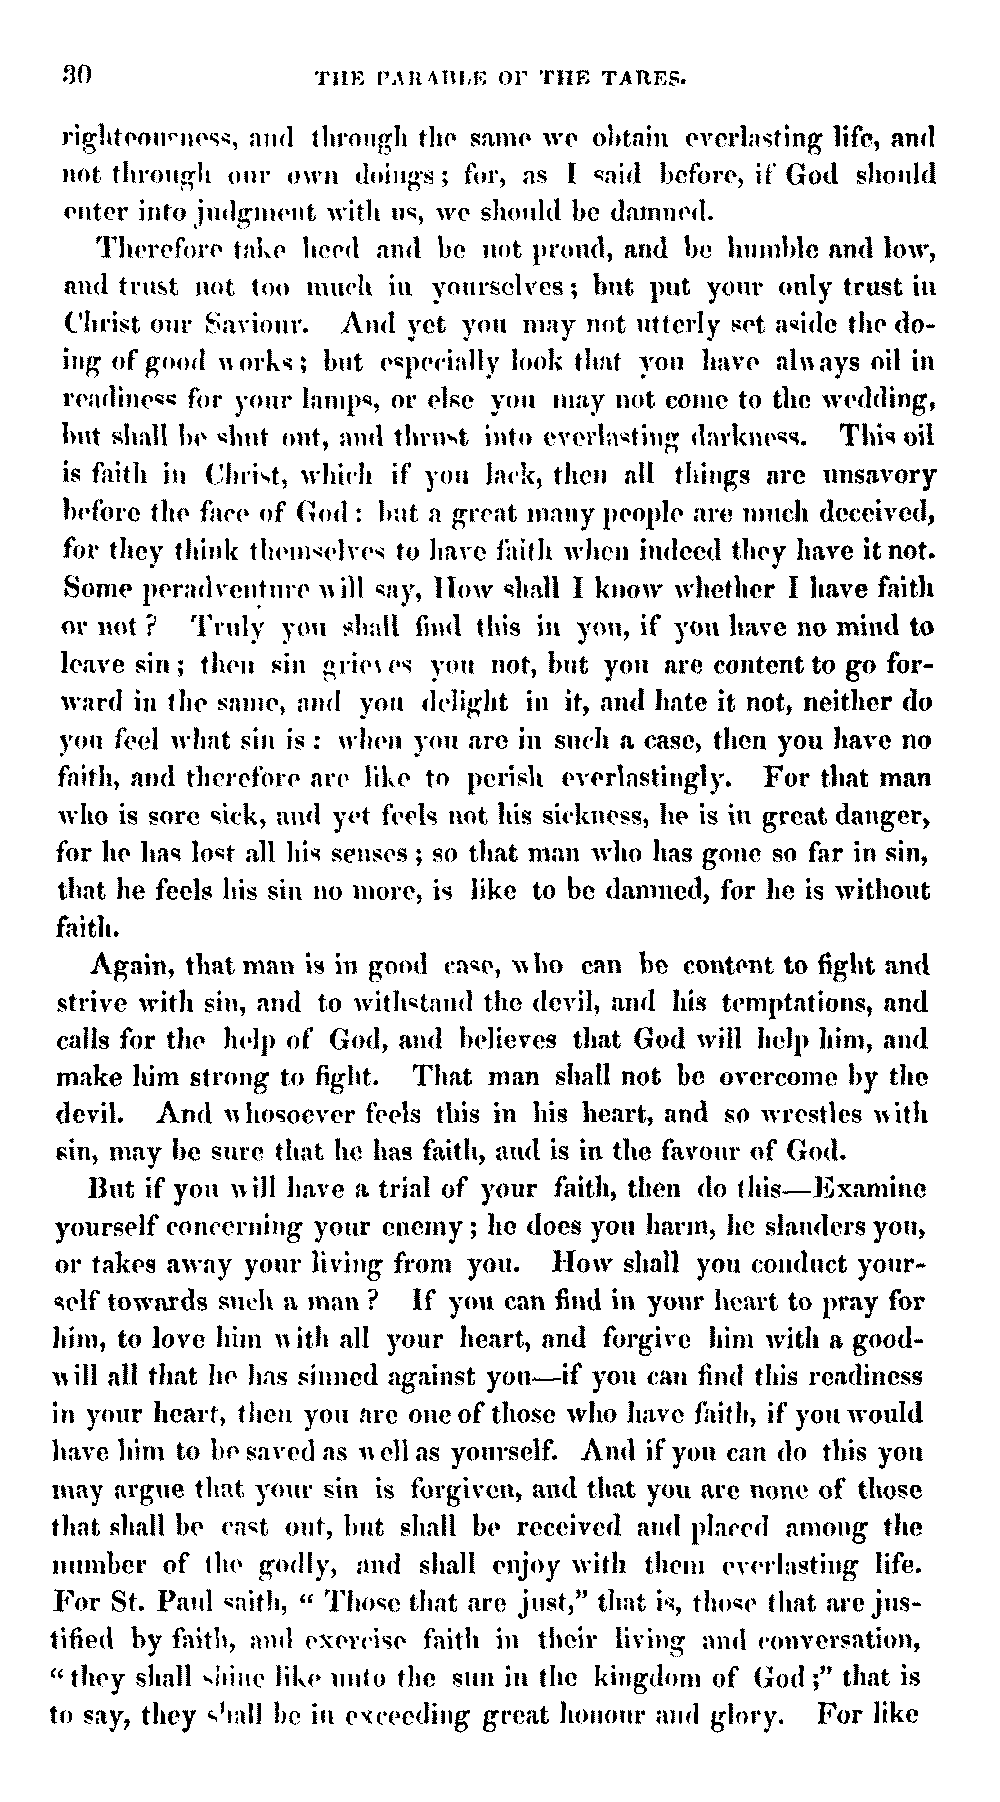 30 THE PARABLE OF THE TARES.
righteousness, and through the same we obtain everlasting life, and
not through our own doings; for, as I said before, if God should
enter into judgment with us, we should be damned.
Therefore take heed and be not proud, and be humble and low,
and trust not too much in yourselves; but put your only trust in
Christ our Saviour. And yet you may not utterly set aside the do-
ing of good works; but especially look that you have always oil in
readiness for your lamps, or else you may not come to the wedding,
but shall be shut out, and thrust into everlasting darkness. This oil
is faith in Christ, which if you lack, then all things are unsavory
before the face of God: but a great many people are much deceived,
for they think themselves to have faith when indeed they have it not.
Some peradventure will say, How shall I know whether I have faith
or not? Truly you shall find this in you, if you have no mind to
leave sin; then sin grieves you not, but you are content to go for-
ward in the same, and you delight in it, and hate it not, neither do
you feel what sin is: when you are in such a case, then you have no
faith, and therefore are like to perish everlastingly. For that man
who is sore sick, and yet feels not his sickness, he is in great danger,
for he has lost all his senses; so that man who has gone so far in sin,
that he feels his sin no more, is like to be damned, for he is without
faith.
Again, that man is in good case, who can be content to fight and
strive with sin, and to withstand the devil, and his temptations, and
calls for the help of God, and believes that God will help him, and
make him strong to fight. That man shall not be overcome by the
devil. And whosoever feels this in his heart, and so wrestles with
sin, may be sure that he has faith, and is in the favour of God.
But if you will have a trial of your faith, then do this—Examine
yourself concerning your enemy; he does you harm, he slanders you,
or takes away your living from you. How shall you conduct your-
self towards such a man? If you can find in your heart to pray for
him, to love him with all your heart, and forgive him with a good-
will all that he has sinned against you—if you can find this readiness
in your heart, then you are one of those who have faith, if you would
have him to be saved as well as yourself. And if you can do this you
may argue that your sin is forgiven, and that you are none of those
that shall be cast out, but shall be received and placed among the
number of the godly, and shall enjoy with them everlasting life.
For St. Paul saith, “ Those that are just,” that is, those that are jus-
tified by faith, and exercise faith in their living and conversation,
“ they shall shine like unto the sun in the kingdom of God ;” that is
to say, they shall be in exceeding great honour and glory. For like